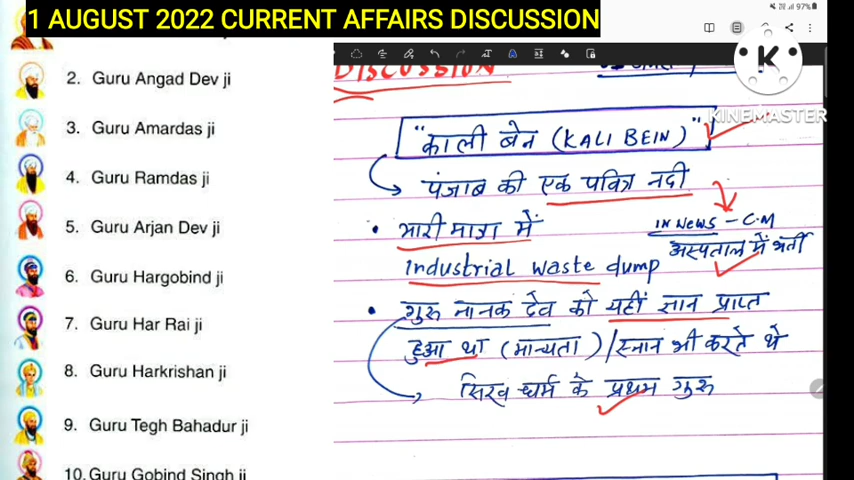 1 AUGUST 2022 CURRENT AFFAIRS DISCUSSION
97%
2. Guru Angad Dev ji
3. Guru Amardas ji
4. Guru Ramdas ji
5. Guru Arjan Dev ji
6. Guru Hargobind ji
7. Guru Har Rai ji
8. Guru Harkrishan ji
9. Guru Tegh Bahadur ji
10. Guru Gobind Singh ji
DISCUSSION
K
KINEMASTER
"काली बेन (KALI BEIN)"
पंजाब की एक पवित्र नदी
• भारी मात्रा में
Industrial waste dump
IN News - C.M
अस्पताल में भर्ती
• गुरु नानक देव को यहीं ज्ञान प्राप्त
हुआ था (मान्यता) / स्नान भी करते थे
सिख धर्म के प्रथम गुरु